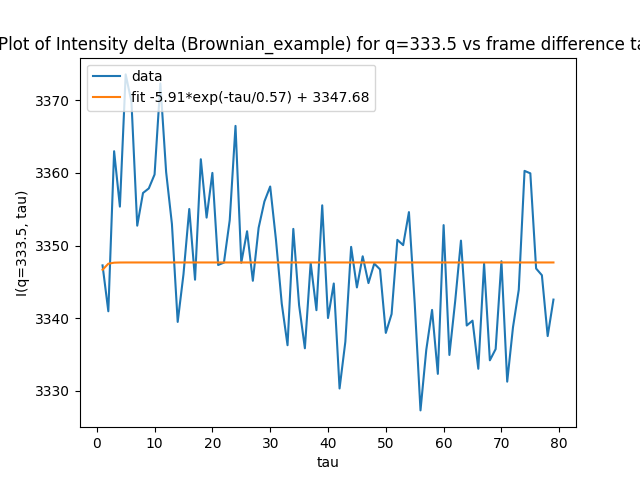 Plot of Intensity delta (Brownian_example) for q=333.5 vs frame difference ta
data
fit -5.91*exp(-tau/0.57) + 3347.68
I(q=333.5, tau)
3370
3360
3350
3340
3330
0 10 20 30 40 50 60 70 80
tau